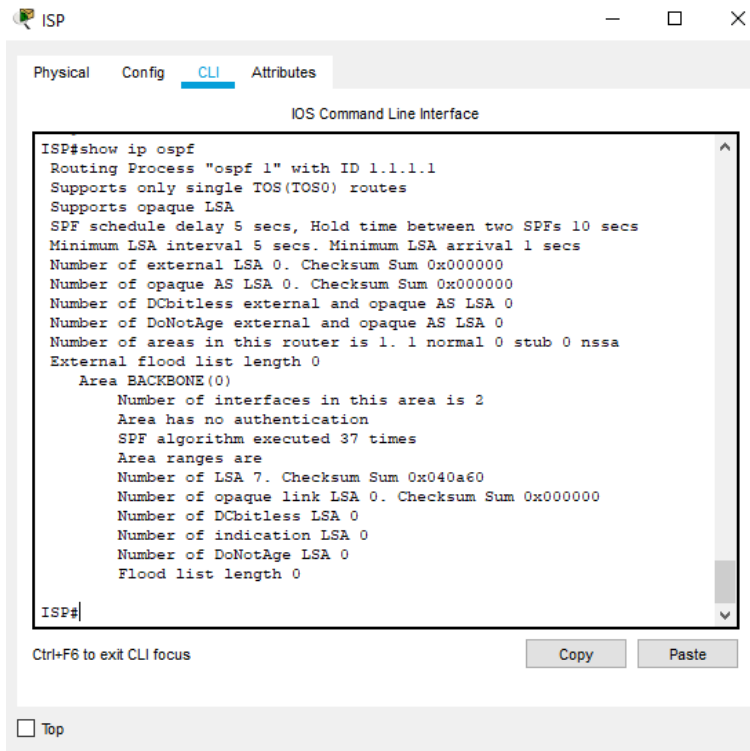 ISP
Physical Config CLI Attributes
IOS Command Line Interface
ISP#show ip ospf
Routing Process "ospf 1" with ID 1.1.1.1
Supports only single TOS(TOS0) routes
Supports opaque LSA
SPF schedule delay 5 secs, Hold time between two SPFs 10 secs
Minimum LSA interval 5 secs. Minimum LSA arrival 1 secs
Number of external LSA 0. Checksum Sum 0x000000
Number of opaque AS LSA 0. Checksum Sum 0x000000
Number of DCbitless external and opaque AS LSA 0
Number of DoNotAge external and opaque AS LSA 0
Number of areas in this router is 1. 1 normal 0 stub 0 nssa
External flood list length 0
Area BACKBONE(0)
Number of interfaces in this area is 2
Area has no authentication
SPF algorithm executed 37 times
Area ranges are
Number of LSA 7. Checksum Sum 0x040a60
Number of opaque link LSA 0. Checksum Sum 0x000000
Number of DCbitless LSA 0
Number of indication LSA 0
Number of DoNotAge LSA 0
Flood list length 0
ISP#
Ctrl+F6 to exit CLI focus Copy Paste
Top